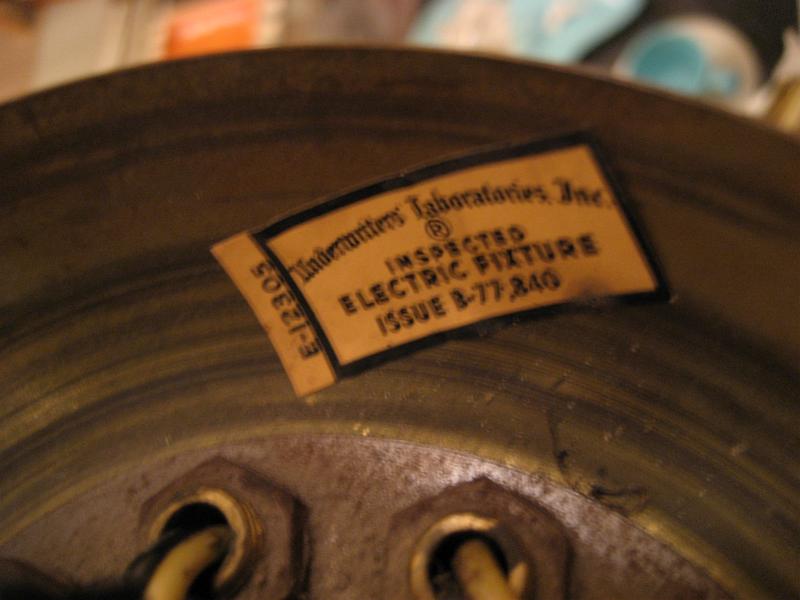 Underwriters' Laboratories, Inc.
®
INSPECTED
ELECTRIC FIXTURE
ISSUE B-77,840
E-12305